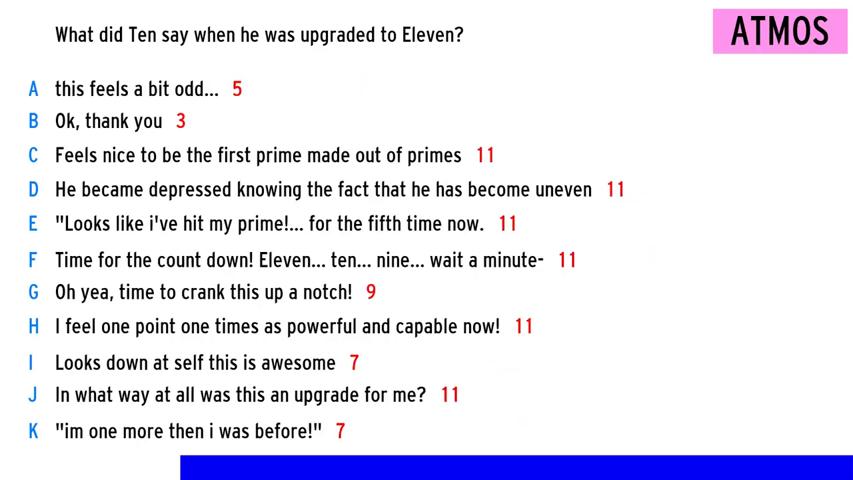 What did Ten say when he was upgraded to Eleven?
ATMOS
A this feels a bit odd... 5
B Ok, thank you 3
C Feels nice to be the first prime made out of primes 11
D He became depressed knowing the fact that he has become uneven 11
E "Looks like i've hit my prime!... for the fifth time now. 11
F Time for the count down! Eleven... ten... nine... wait a minute- 11
G Oh yea, time to crank this up a notch! 9
H I feel one point one times as powerful and capable now! 11
I Looks down at self this is awesome 7
J In what way at all was this an upgrade for me? 11
K "im one more then i was before!" 7